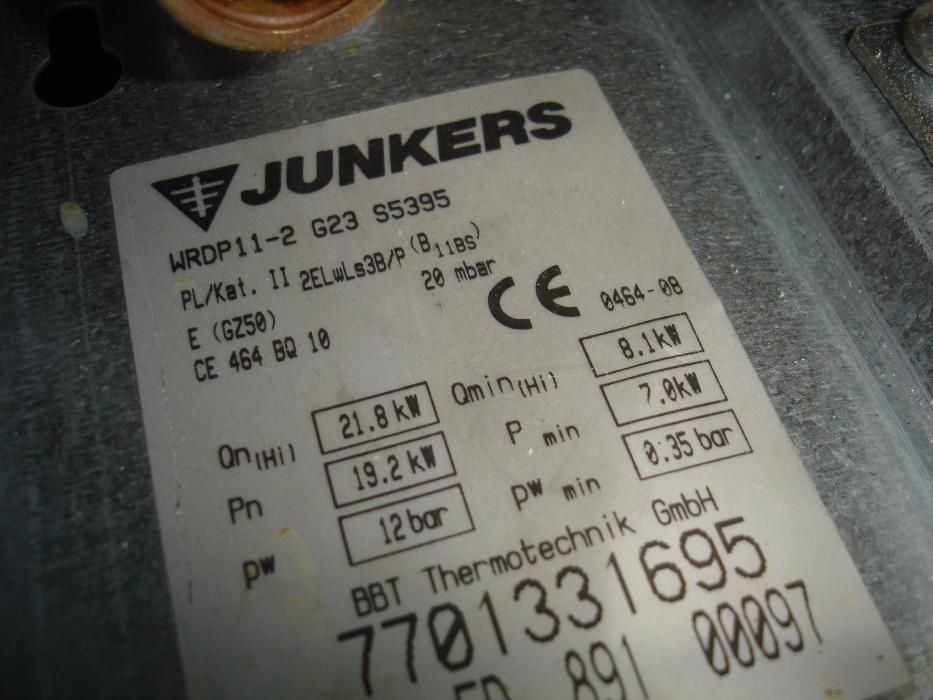 JUNKERS
WRDP11-2 G23 S5395
PL/Kat. II 2ELwLs3B/P (B11BS)
E (GZ50) 20 mbar
CE 464 BQ 10 CE 0464-08
Qn (Hi) 21.8 kW Qmin (Hi) 8.1kW
Pn 19.2 kW P min 7.0kW
pw 12bar pw min 0.35 bar
BBT Thermotechnik GmbH
7701331695
FD 891 00097